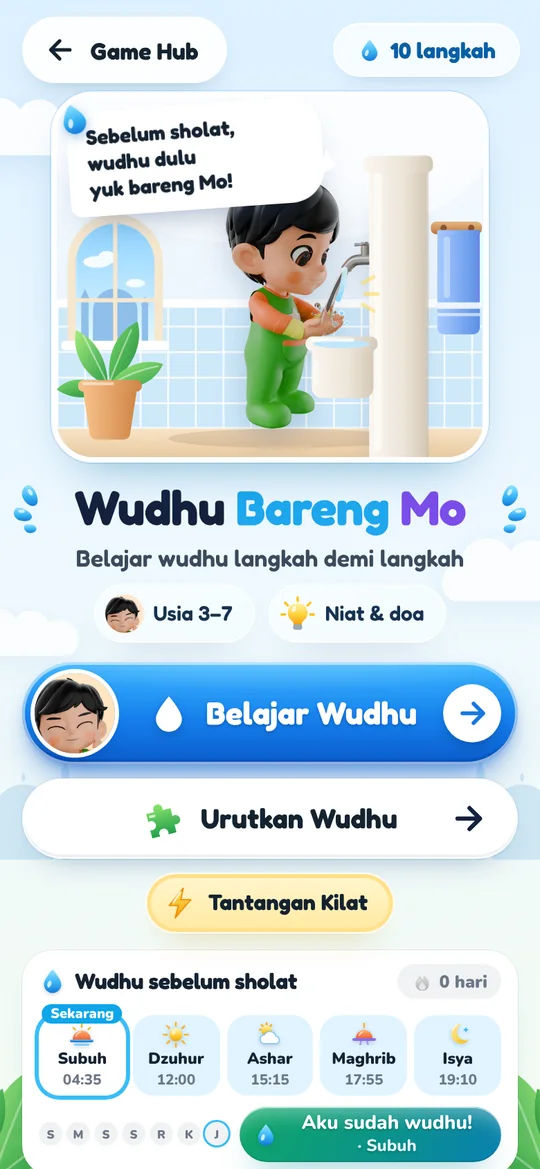 Game Hub
10 langkah
Sebelum sholat,
wudhu dulu
yuk bareng Mo!
Wudhu Bareng Mo
Belajar wudhu langkah demi langkah
Usia 3–7
Niat & doa
Belajar Wudhu
Urutkan Wudhu
Tantangan Kilat
Wudhu sebelum sholat
0 hari
Sekarang
Subuh
04:35
Dzuhur
12:00
Ashar
15:15
Maghrib
17:55
Isya
19:10
S M S S R K J
Aku sudah wudhu!
· Subuh